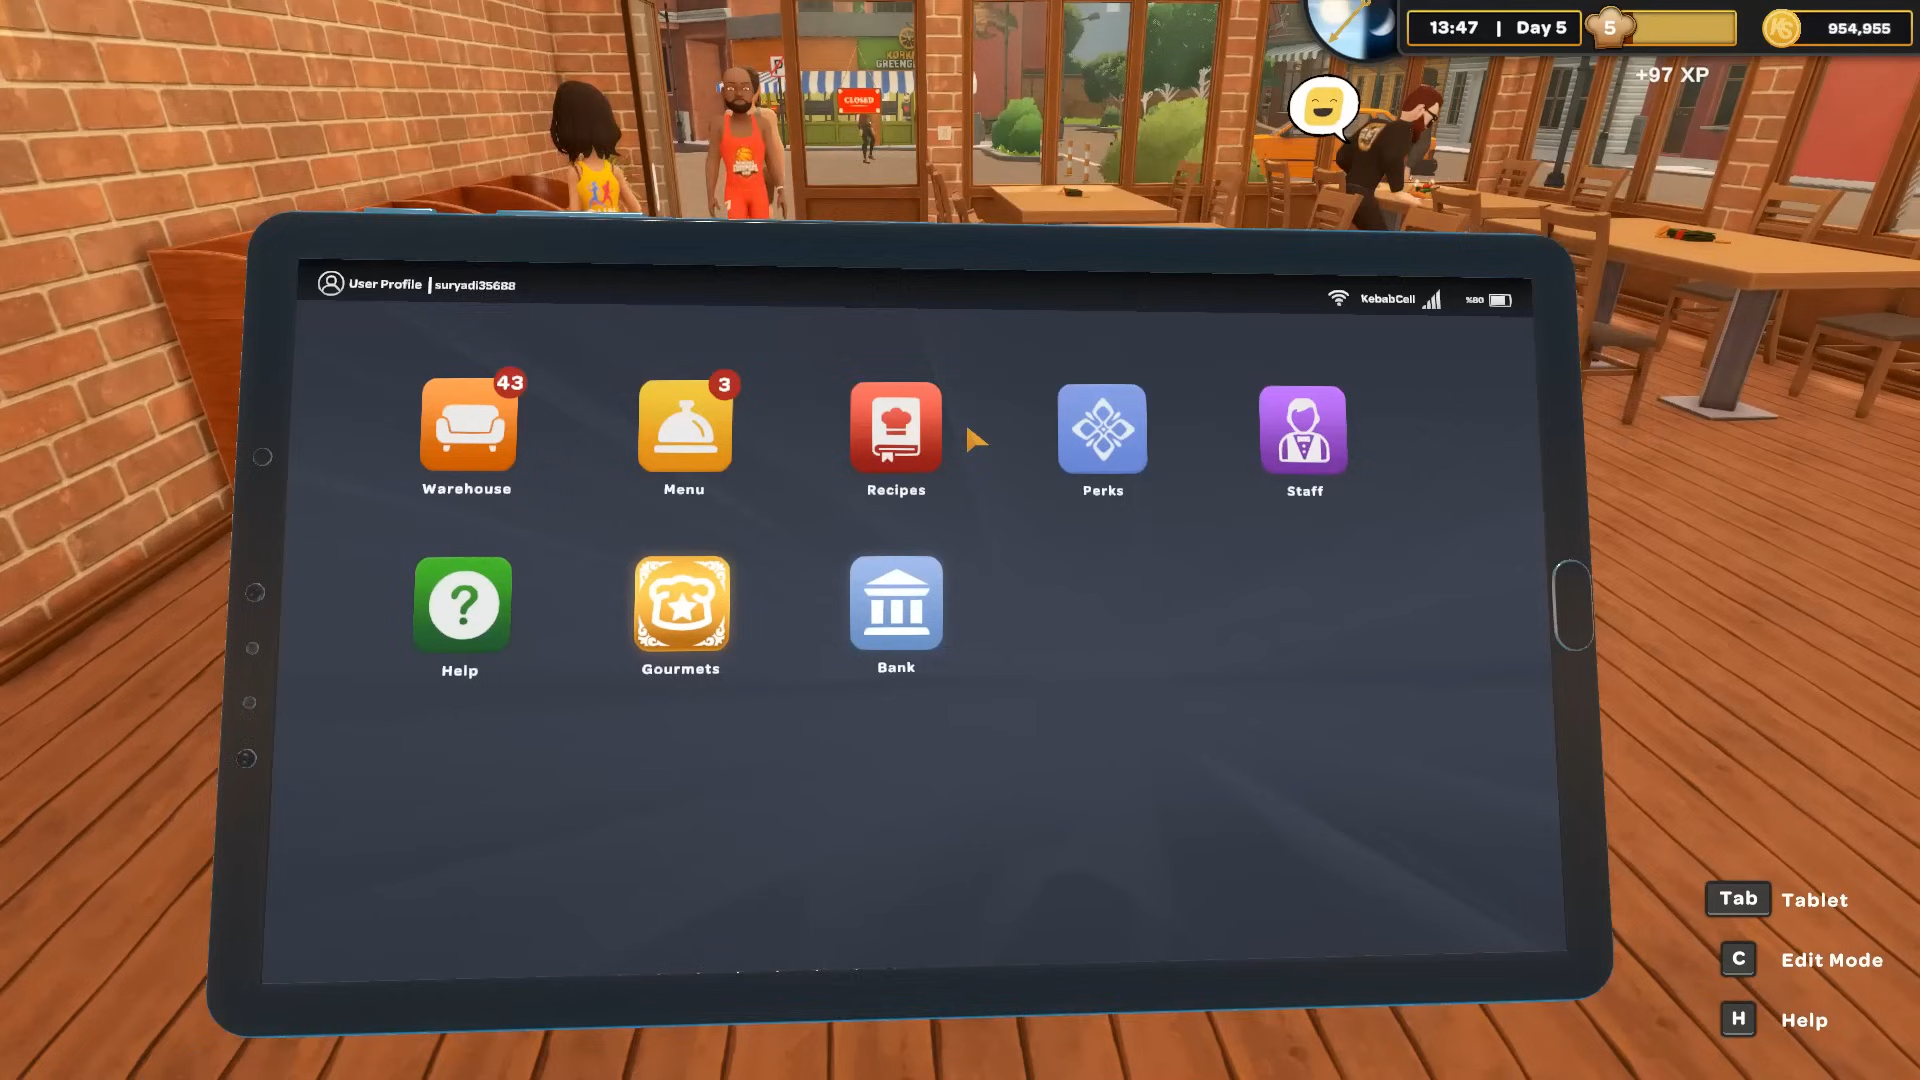 13:47 | Day 5
5
954,955
+97 XP
CLOSED
User Profile | suryadi35688
KebabCell
%80
43
3
Warehouse
Menu
Recipes
Perks
Staff
?
Help
Gourmets
Bank
Tab Tablet
C Edit Mode
H Help